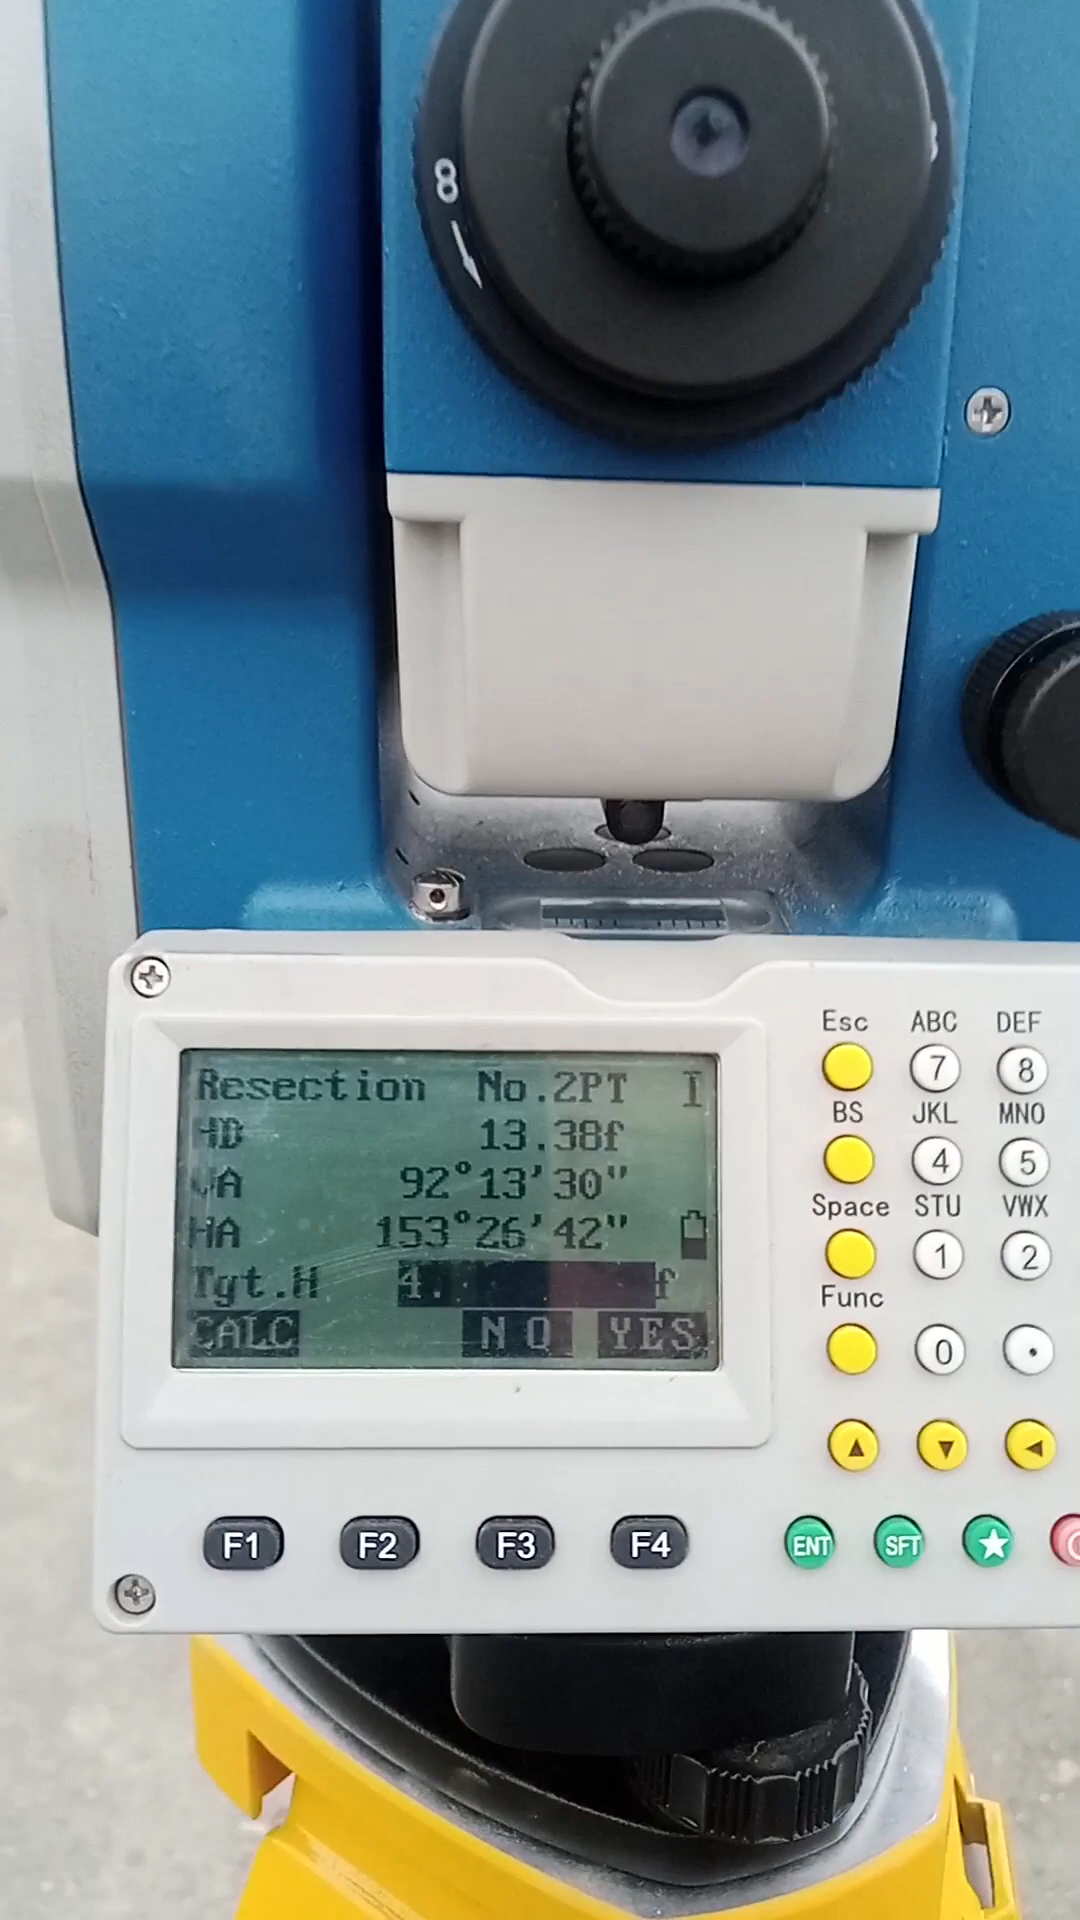 8
Resection No.2PT I
HD 13.38f
VA 92°13'30"
HA 153°26'42"
Tgt.H f
CALC NO YES
Esc ABC DEF
7 8
BS JKL MNO
4 5
Space STU VWX
1 2
Func
0 .
F1 F2 F3 F4 ENT SFT